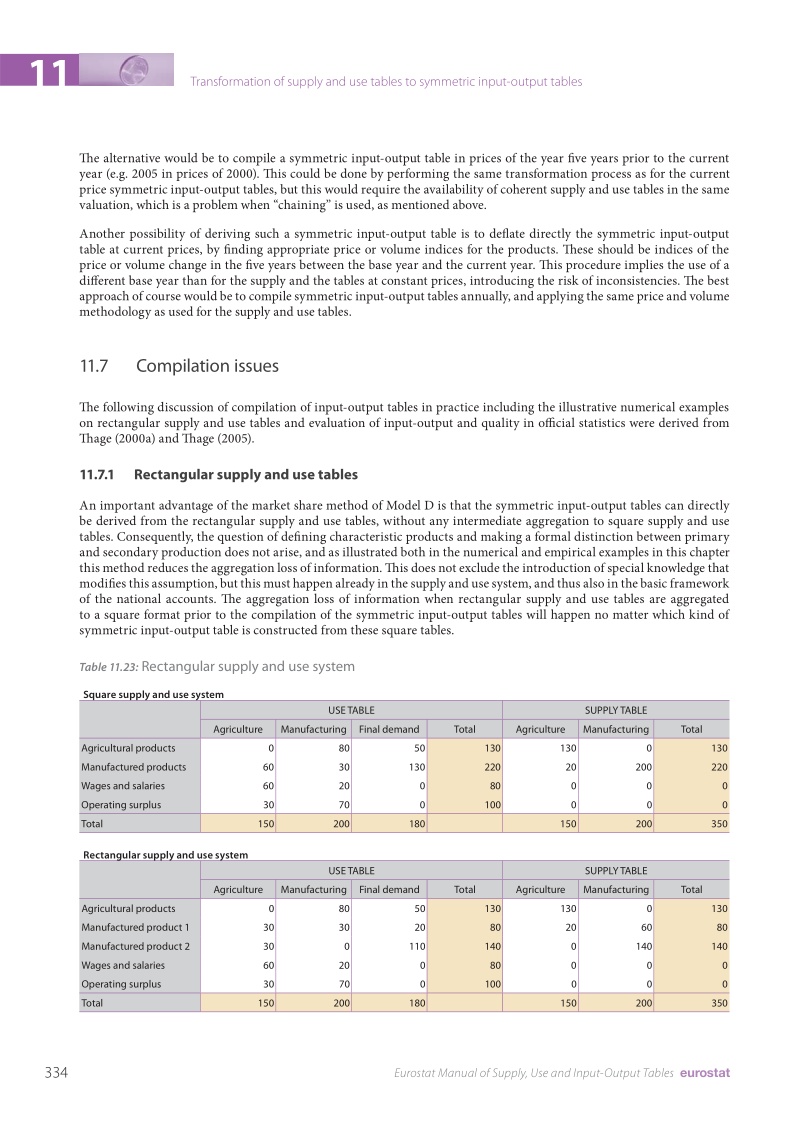 11
Transformation of supply and use tables to symmetric input-output tables
The alternative would be to compile a symmetric input-output table in prices of the year five years prior to the current
year (e.g. 2005 in prices of 2000). This could be done by performing the same transformation process as for the current
price symmetric input-output tables, but this would require the availability of coherent supply and use tables in the same
valuation, which is a problem when “chaining” is used, as mentioned above.
Another possibility of deriving such a symmetric input-output table is to deflate directly the symmetric input-output
table at current prices, by finding appropriate price or volume indices for the products. These should be indices of the
price or volume change in the five years between the base year and the current year. This procedure implies the use of a
different base year than for the supply and the tables at constant prices, introducing the risk of inconsistencies. The best
approach of course would be to compile symmetric input-output tables annually, and applying the same price and volume
methodology as used for the supply and use tables.
11.7 Compilation issues
The following discussion of compilation of input-output tables in practice including the illustrative numerical examples
on rectangular supply and use tables and evaluation of input-output and quality in official statistics were derived from
Thage (2000a) and Thage (2005).
11.7.1 Rectangular supply and use tables
An important advantage of the market share method of Model D is that the symmetric input-output tables can directly
be derived from the rectangular supply and use tables, without any intermediate aggregation to square supply and use
tables. Consequently, the question of defining characteristic products and making a formal distinction between primary
and secondary production does not arise, and as illustrated both in the numerical and empirical examples in this chapter
this method reduces the aggregation loss of information. This does not exclude the introduction of special knowledge that
modifies this assumption, but this must happen already in the supply and use system, and thus also in the basic framework
of the national accounts. The aggregation loss of information when rectangular supply and use tables are aggregated
to a square format prior to the compilation of the symmetric input-output tables will happen no matter which kind of
symmetric input-output table is constructed from these square tables.
Table 11.23: Rectangular supply and use system
Square supply and use system
USE TABLE SUPPLY TABLE
Agriculture Manufacturing Final demand Total Agriculture Manufacturing Total
Agricultural products 0 80 50 130 130 0 130
Manufactured products 60 30 130 220 20 200 220
Wages and salaries 60 20 0 80 0 0 0
Operating surplus 30 70 0 100 0 0 0
Total 150 200 180 150 200 350
Rectangular supply and use system
USE TABLE SUPPLY TABLE
Agriculture Manufacturing Final demand Total Agriculture Manufacturing Total
Agricultural products 0 80 50 130 130 0 130
Manufactured product 1 30 30 20 80 20 60 80
Manufactured product 2 30 0 110 140 0 140 140
Wages and salaries 60 20 0 80 0 0 0
Operating surplus 30 70 0 100 0 0 0
Total 150 200 180 150 200 350
334
Eurostat Manual of Supply, Use and Input-Output Tables eurostat